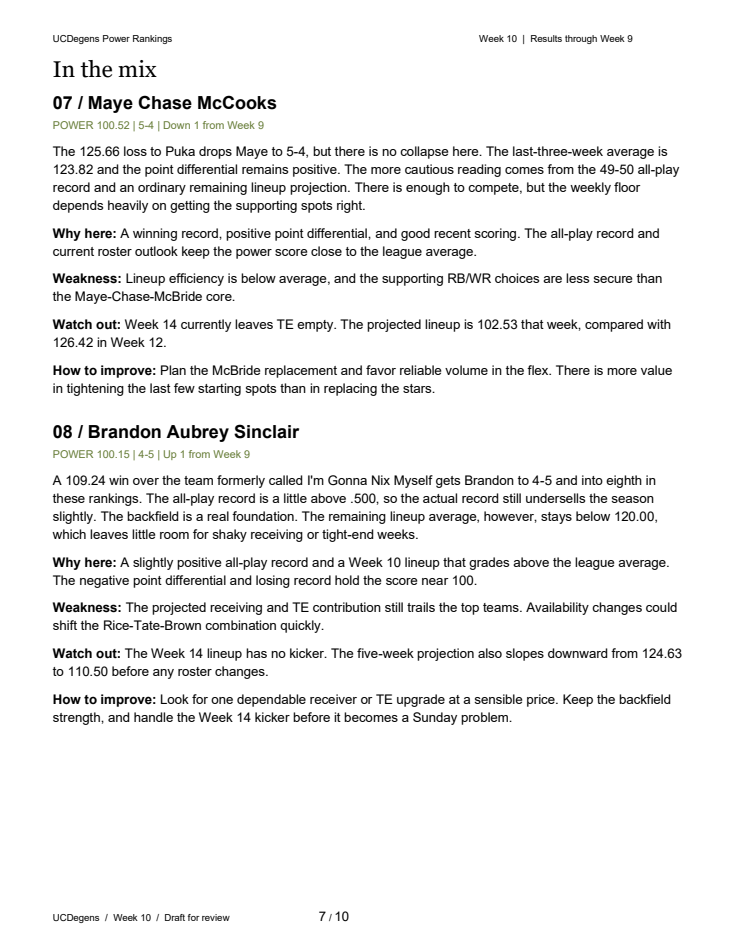 UCDegens Power Rankings
Week 10 | Results through Week 9
In the mix
07 / Maye Chase McCooks
POWER 100.52 | 5-4 | Down 1 from Week 9
The 125.66 loss to Puka drops Maye to 5-4, but there is no collapse here. The last-three-week average is
123.82 and the point differential remains positive. The more cautious reading comes from the 49-50 all-play
record and an ordinary remaining lineup projection. There is enough to compete, but the weekly floor
depends heavily on getting the supporting spots right.
Why here: A winning record, positive point differential, and good recent scoring. The all-play record and
current roster outlook keep the power score close to the league average.
Weakness: Lineup efficiency is below average, and the supporting RB/WR choices are less secure than
the Maye-Chase-McBride core.
Watch out: Week 14 currently leaves TE empty. The projected lineup is 102.53 that week, compared with
126.42 in Week 12.
How to improve: Plan the McBride replacement and favor reliable volume in the flex. There is more value
in tightening the last few starting spots than in replacing the stars.
08 / Brandon Aubrey Sinclair
POWER 100.15 | 4-5 | Up 1 from Week 9
A 109.24 win over the team formerly called I'm Gonna Nix Myself gets Brandon to 4-5 and into eighth in
these rankings. The all-play record is a little above .500, so the actual record still undersells the season
slightly. The backfield is a real foundation. The remaining lineup average, however, stays below 120.00,
which leaves little room for shaky receiving or tight-end weeks.
Why here: A slightly positive all-play record and a Week 10 lineup that grades above the league average.
The negative point differential and losing record hold the score near 100.
Weakness: The projected receiving and TE contribution still trails the top teams. Availability changes could
shift the Rice-Tate-Brown combination quickly.
Watch out: The Week 14 lineup has no kicker. The five-week projection also slopes downward from 124.63
to 110.50 before any roster changes.
How to improve: Look for one dependable receiver or TE upgrade at a sensible price. Keep the backfield
strength, and handle the Week 14 kicker before it becomes a Sunday problem.
UCDegens / Week 10 / Draft for review
7 / 10